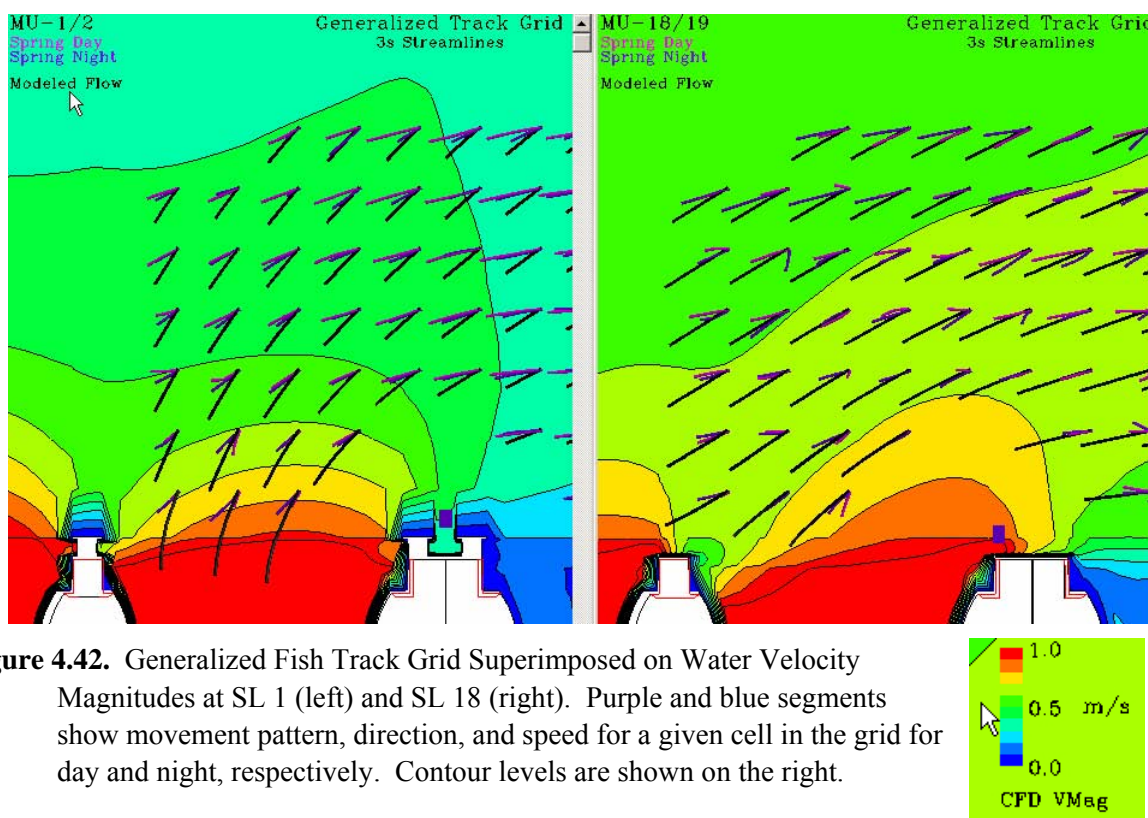 MU-1/2
Generalized Track Grid
Spring Day
3s Streamlines
Spring Night
Modeled Flow
MU-18/19
Generalized Track Grid
Spring Day
3s Streamlines
Spring Night
Modeled Flow
gure 4.42. Generalized Fish Track Grid Superimposed on Water Velocity
Magnitudes at SL 1 (left) and SL 18 (right). Purple and blue segments
show movement pattern, direction, and speed for a given cell in the grid for
day and night, respectively. Contour levels are shown on the right.
1.0
0.5 m/s
0.0
CFD VMag